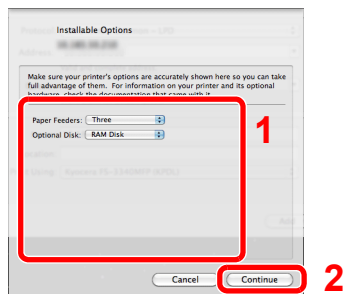 Installable Options
Make sure your printer's options are accurately shown here so you can take
full advantage of them. For information on your printer and its optional
hardware, check the documentation that came with it.
Paper Feeders: Three
Optional Disk: RAM Disk
1
Add
Cancel
Continue
2